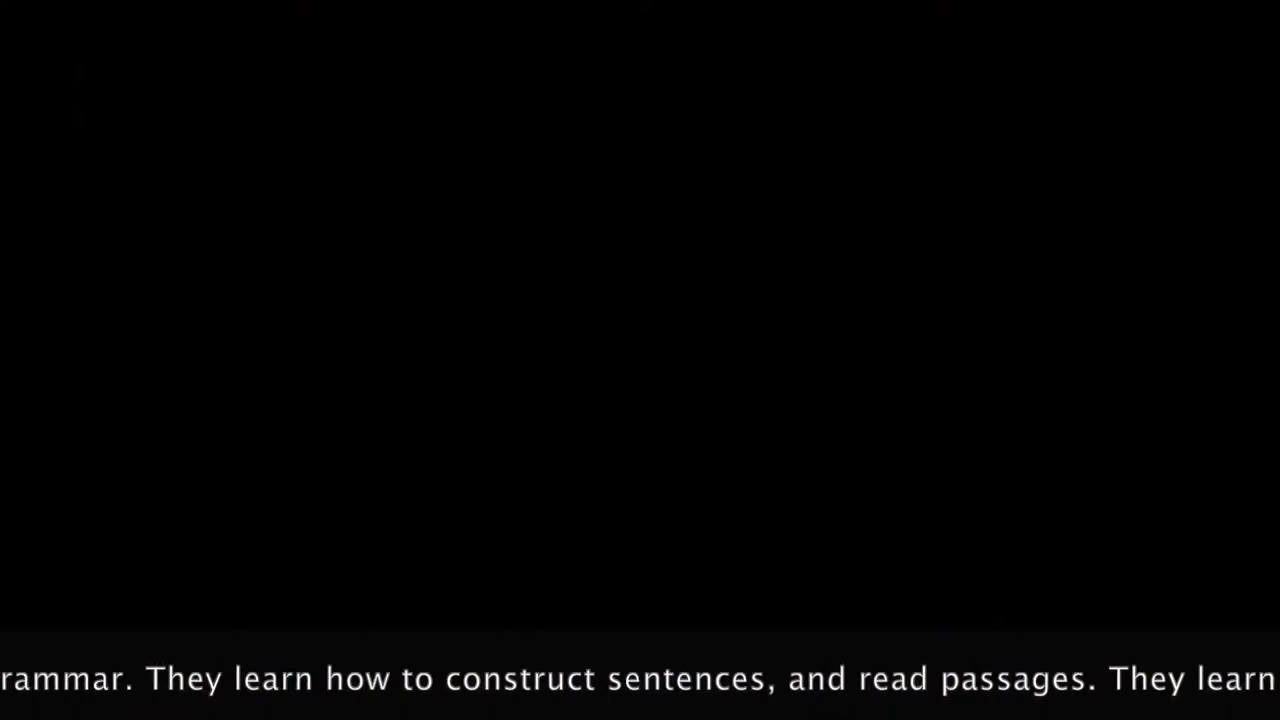 rammar. They learn how to construct sentences, and read passages. They learn